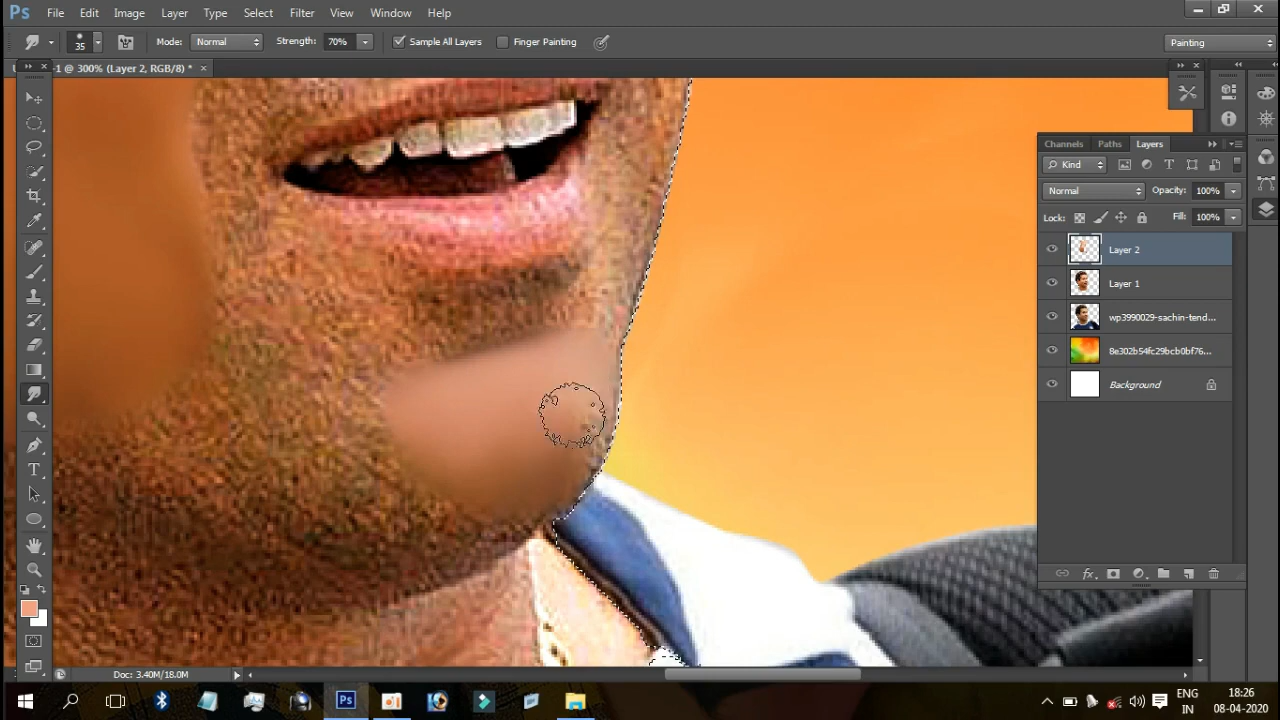 Ps File Edit Image Layer Type Select Filter View Window Help
35 Mode: Normal Strength: 70% Sample All Layers Finger Painting Painting
-1 @ 300% (Layer 2, RGB/8) * ×
Channels Paths Layers
Kind
Normal Opacity: 100%
Lock: Fill: 100%
Layer 2
Layer 1
wp3990029-sachin-tend...
8e302b54fc29bcb0bf76...
Background
fx
Doc: 3.40M/18.0M
Ps ENG 18:26
IN 08-04-2020